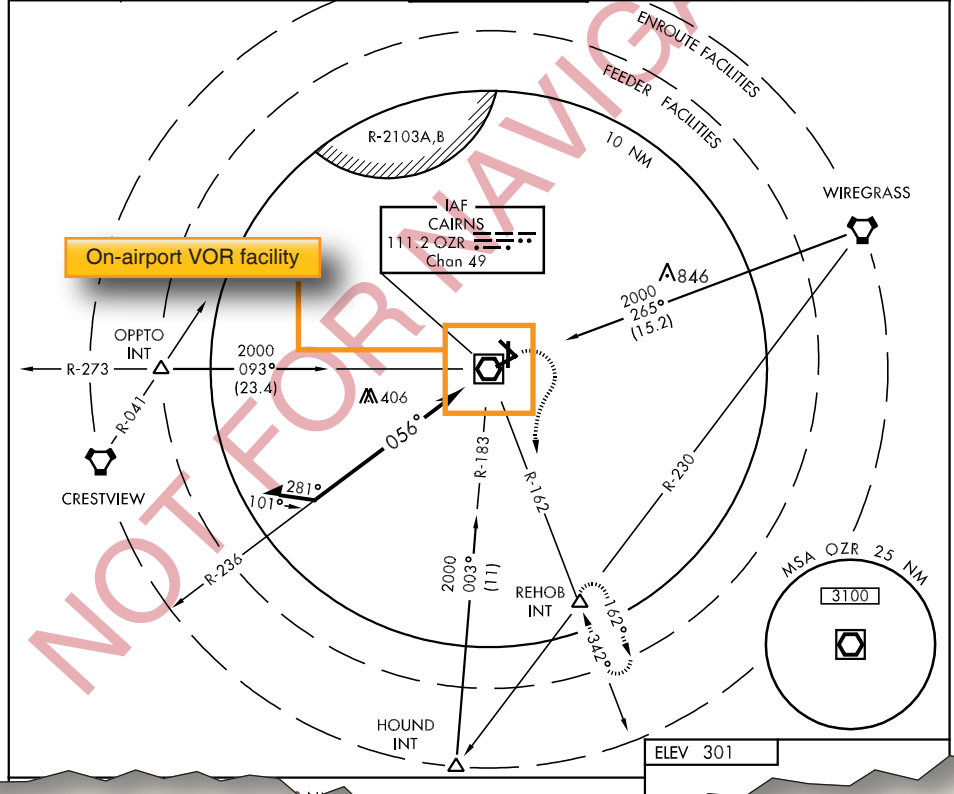 ENROUTE FACILITIES
FEEDER FACILITIES
10 NM
R-2103A,B
WIREGRASS
IAF
CAIRNS
111.2 OZR
Chan 49
On-airport VOR facility
846
2000
265°
(15.2)
OPPTO
INT
R-273
2000
093°
(23.4)
406
R-041
056°
R-183
R-162
R-230
CRESTVIEW
281°
101°
R-236
2000
003°
(11)
REHOB
INT
162°
342°
MSA OZR 25 NM
3100
HOUND
INT
ELEV 301
NOT FOR NAVIGA